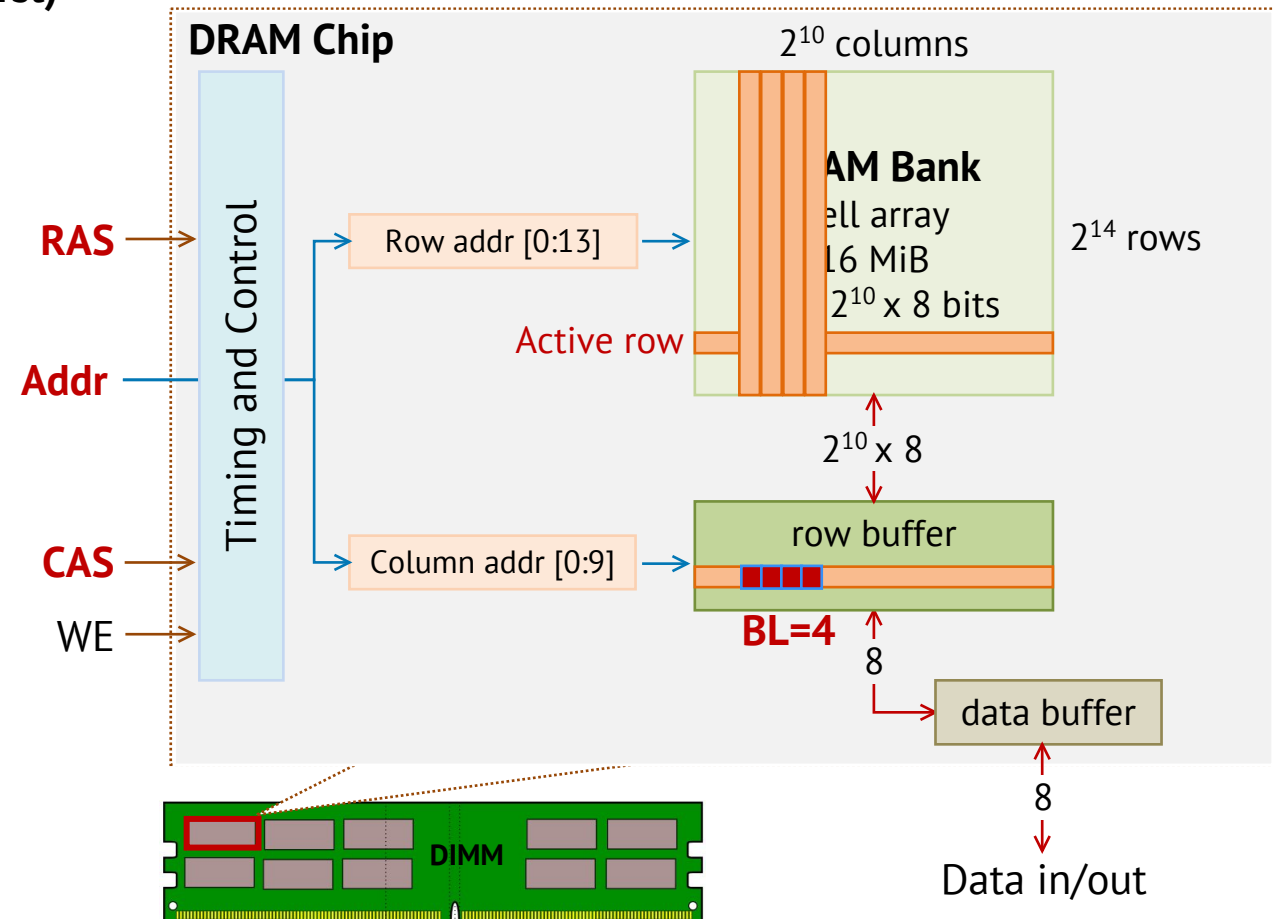 DRAM Chip
2¹⁰ columns
AM Bank
ell array
16 MiB
2¹⁰ x 8 bits
2¹⁴ rows
RAS
Row addr [0:13]
Timing and Control
Active row
Addr
2¹⁰ x 8
row buffer
CAS
Column addr [0:9]
BL=4
WE
8
data buffer
8
DIMM
Data in/out